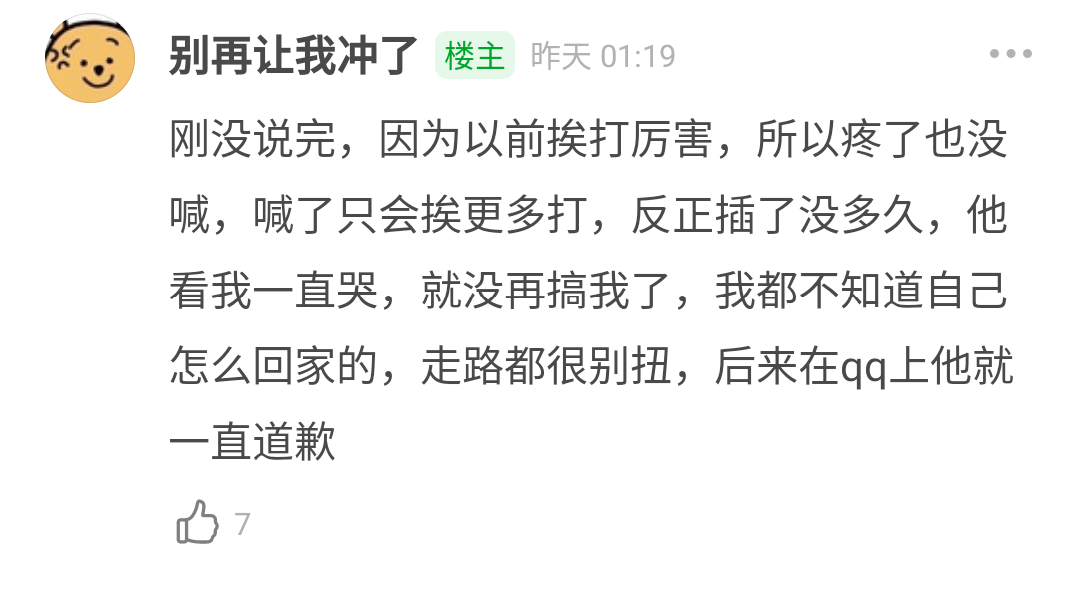 别再让我冲了 楼主 昨天 01:19
刚没说完，因为以前挨打厉害，所以疼了也没
喊，喊了只会挨更多打，反正插了没多久，他
看我一直哭，就没再搞我了，我都不知道自己
怎么回家的，走路都很别扭，后来在qq上他就
一直道歉
7